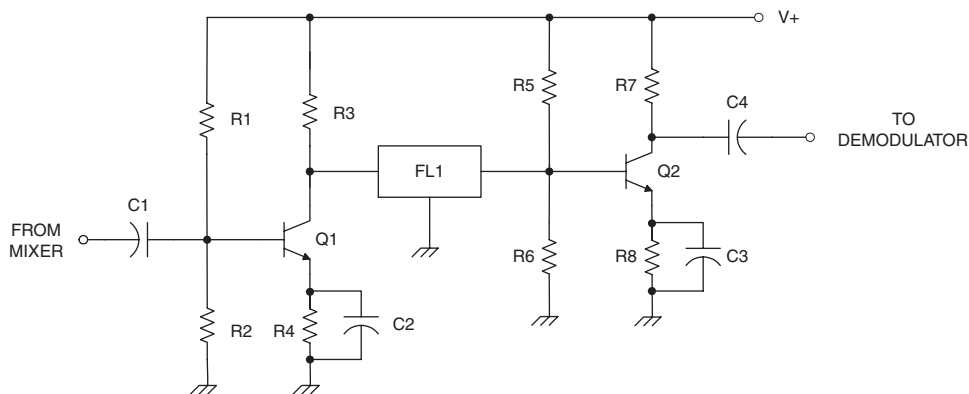 V+
R5
R7
C4
R1
R3
TO
DEMODULATOR
FL1
Q2
C1
FROM
MIXER
Q1
R6
R8
C3
R2
R4
C2